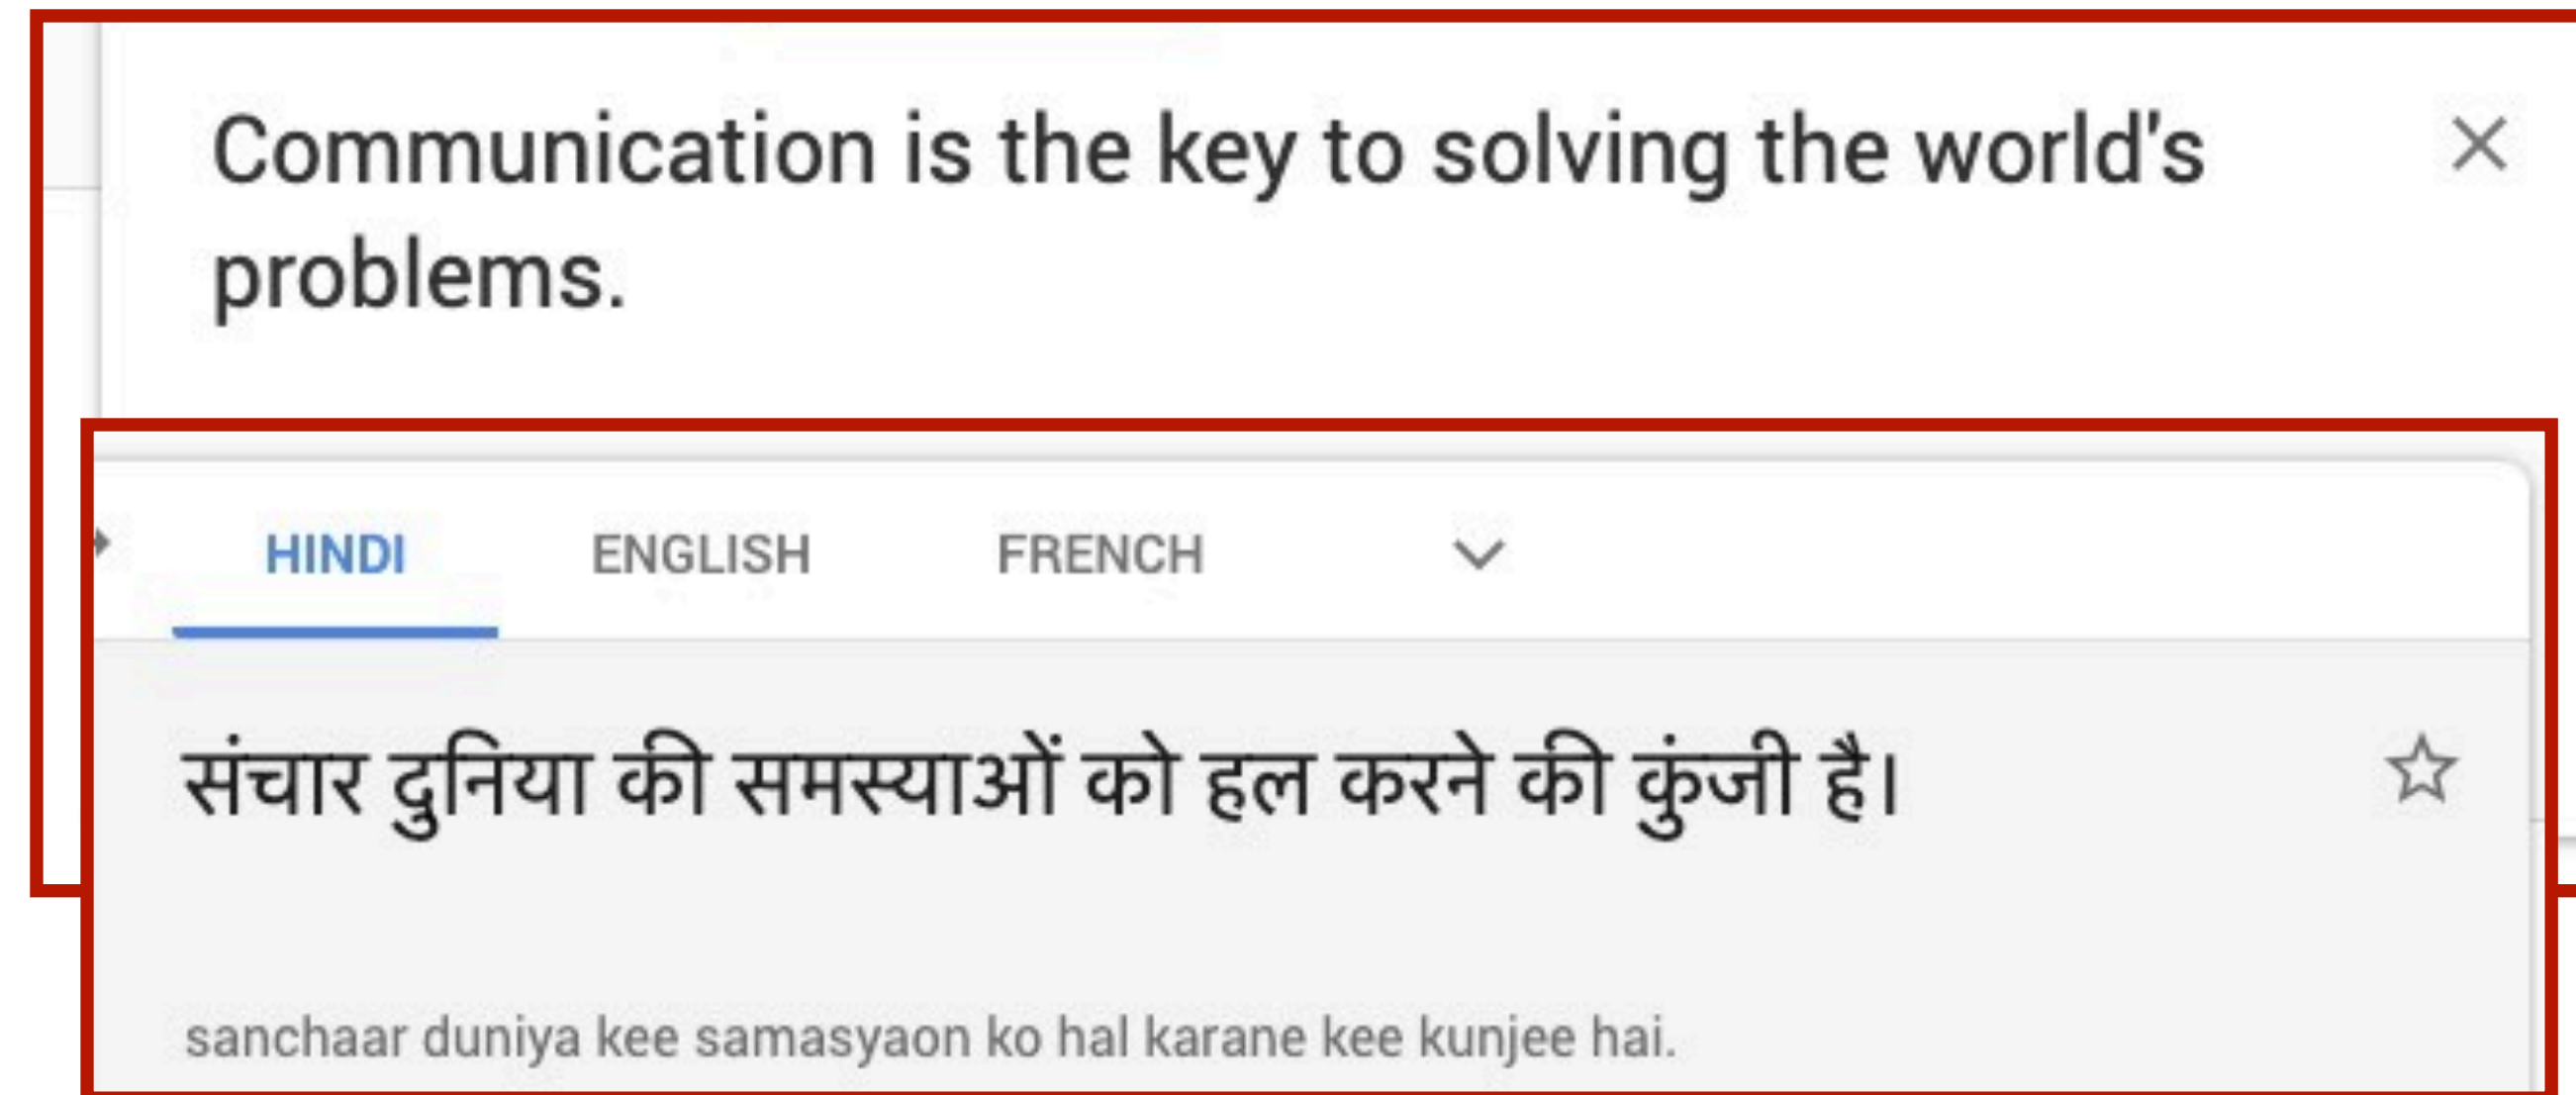 Communication is the key to solving the world's
problems.
HINDI ENGLISH FRENCH
संचार दुनिया की समस्याओं को हल करने की कुंजी है।
sanchaar duniya kee samasyaon ko hal karane kee kunjee hai.